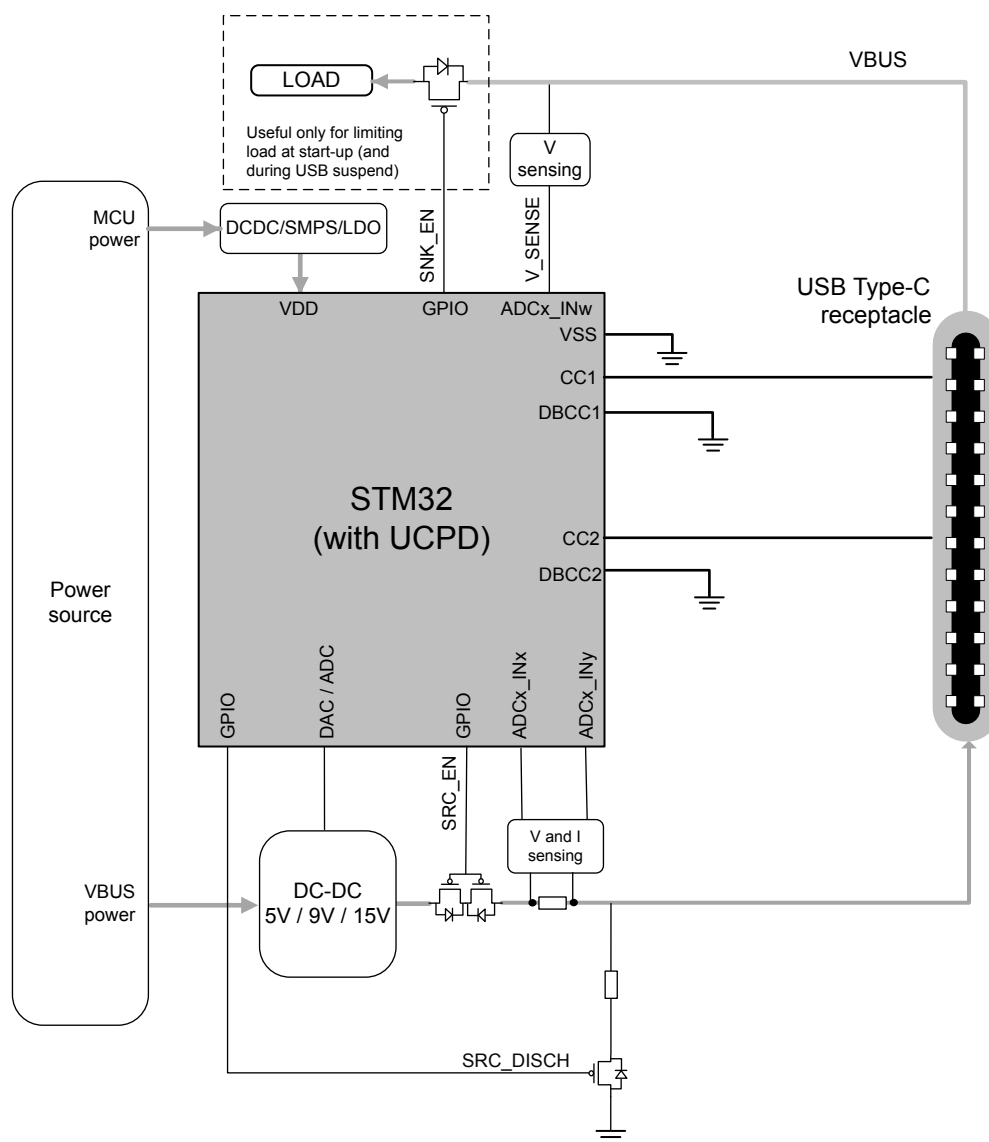 VBUS
LOAD
Useful only for limiting
load at start-up (and
during USB suspend)
V
sensing
MCU
power
DCDC/SMPS/LDO
SNK_EN
V_SENSE
USB Type-C
receptacle
VDD
GPIO
ADCx_INw
VSS
CC1
DBCC1
STM32
(with UCPD)
CC2
DBCC2
Power
source
GPIO
DAC / ADC
GPIO
ADCx_INx
ADCx_INy
SRC_EN
V and I
sensing
VBUS
power
DC-DC
5V / 9V / 15V
SRC_DISCH